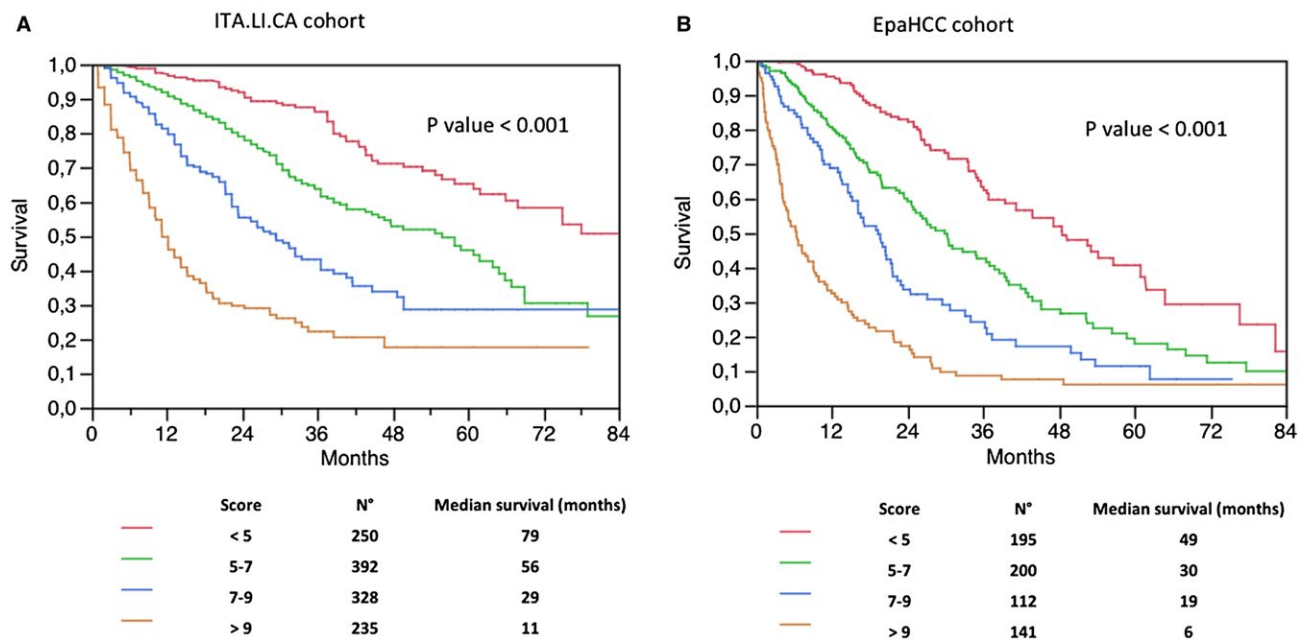 A
ITA.LI.CA cohort
1,0
0,9
0,8
0,7
0,6
0,5
0,4
0,3
0,2
0,1
0,0
Survival
P value < 0.001
0 12 24 36 48 60 72 84
Months
Score N° Median survival (months)
< 5 250 79
5-7 392 56
7-9 328 29
> 9 235 11
B
EpaHCC cohort
1,0
0,9
0,8
0,7
0,6
0,5
0,4
0,3
0,2
0,1
0,0
Survival
P value < 0.001
0 12 24 36 48 60 72 84
Months
Score N° Median survival (months)
< 5 195 49
5-7 200 30
7-9 112 19
> 9 141 6